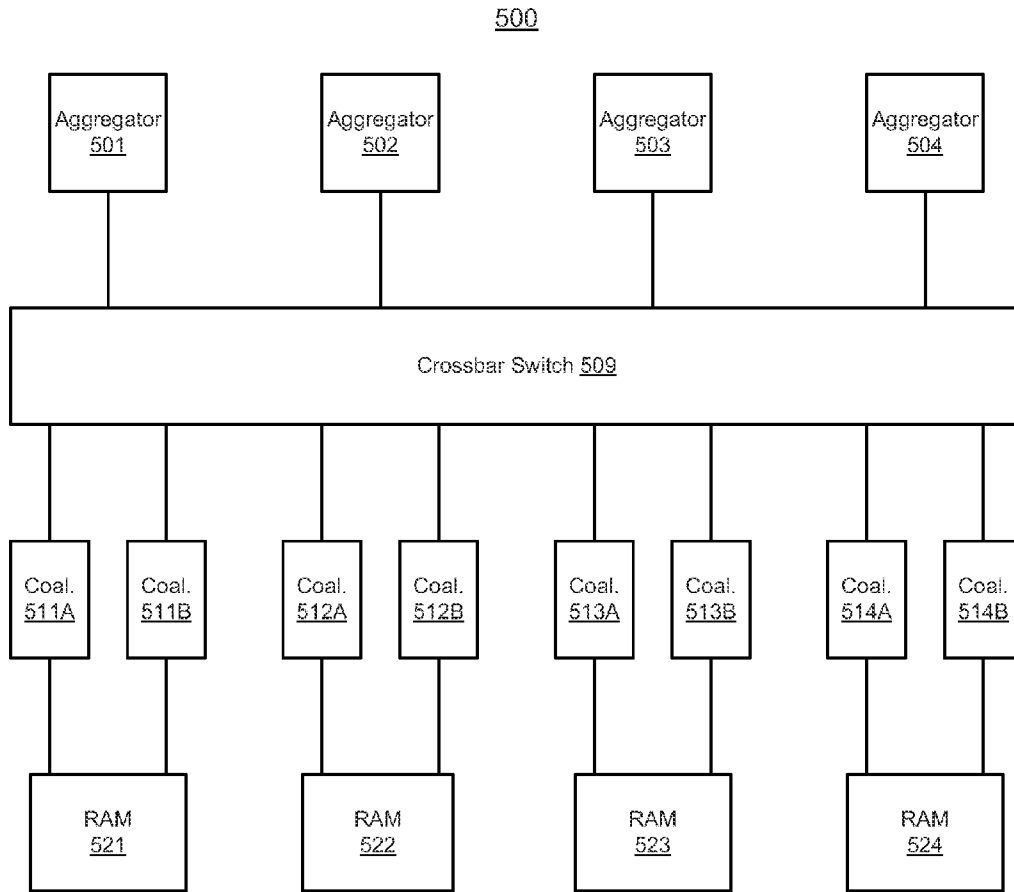 500
Aggregator
501
Aggregator
502
Aggregator
503
Aggregator
504
Crossbar Switch 509
Coal.
511A
Coal.
511B
Coal.
512A
Coal.
512B
Coal.
513A
Coal.
513B
Coal.
514A
Coal.
514B
RAM
521
RAM
522
RAM
523
RAM
524